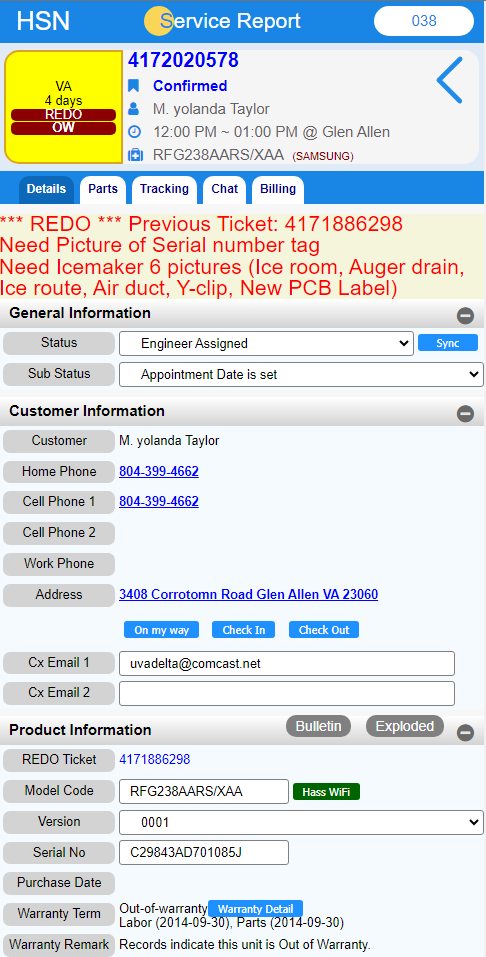 HSN
Service Report
038
VA
4 days
REDO
OW
4172020578
Confirmed
M. yolanda Taylor
12:00 PM ~ 01:00 PM @ Glen Allen
RFG238AARS/XAA (SAMSUNG)
Details Parts Tracking Chat Billing
*** REDO *** Previous Ticket: 4171886298
Need Picture of Serial number tag
Need Icemaker 6 pictures (Ice room, Auger drain,
Ice route, Air duct, Y-clip, New PCB Label)
General Information
Status Engineer Assigned Sync
Sub Status Appointment Date is set
Customer Information
Customer M. yolanda Taylor
Home Phone 804-399-4662
Cell Phone 1 804-399-4662
Cell Phone 2
Work Phone
Address 3408 Corrotomn Road Glen Allen VA 23060
On my way Check In Check Out
Cx Email 1 uvadelta@comcast.net
Cx Email 2
Product Information Bulletin Exploded
REDO Ticket 4171886298
Model Code RFG238AARS/XAA Hass WiFi
Version 0001
Serial No C29843AD701085J
Purchase Date
Warranty Term Out-of-warranty Warranty Detail
Labor (2014-09-30), Parts (2014-09-30)
Warranty Remark Records indicate this unit is Out of Warranty.